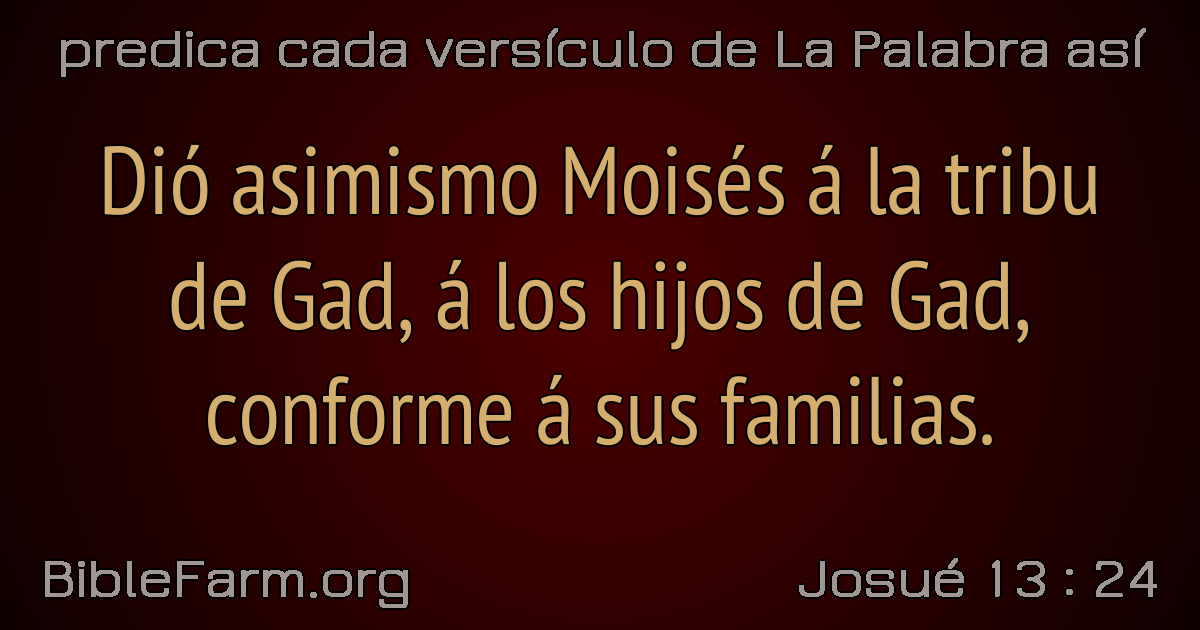 predica cada versículo de La Palabra así
Dió asimismo Moisés á la tribu
de Gad, á los hijos de Gad,
conforme á sus familias.
BibleFarm.org
Josué 13 : 24